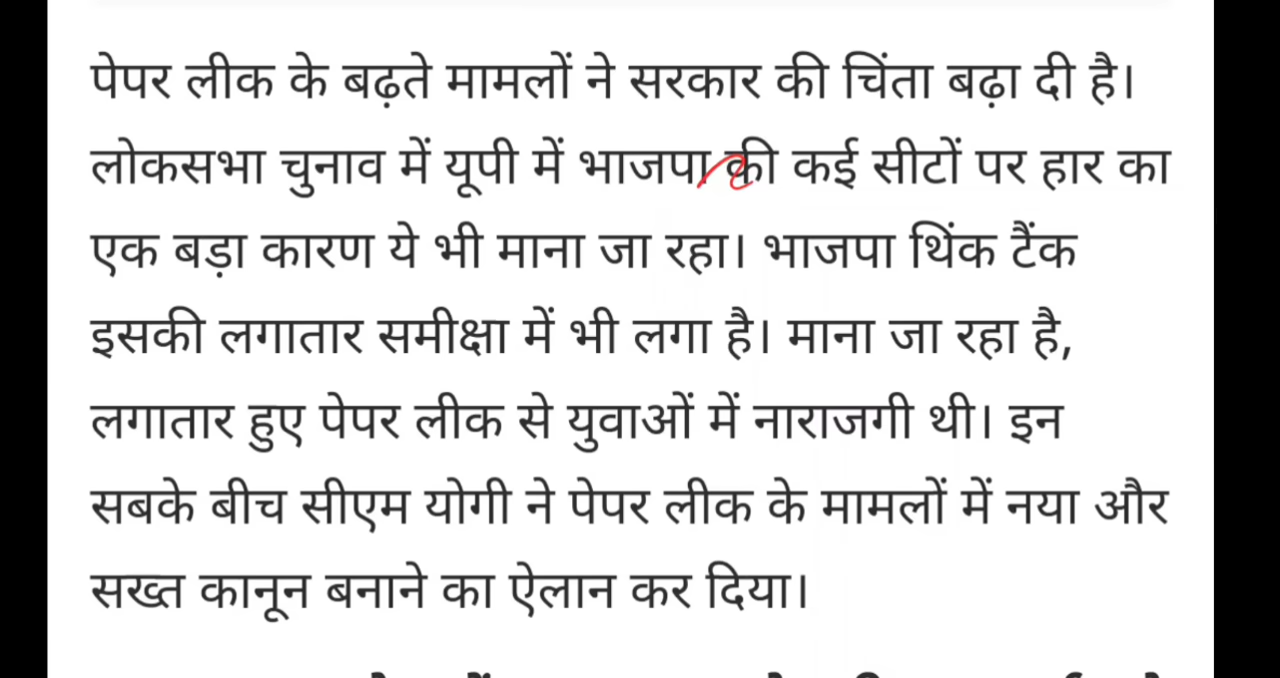 पेपर लीक के बढ़ते मामलों ने सरकार की चिंता बढ़ा दी है।
लोकसभा चुनाव में यूपी में भाजपा की कई सीटों पर हार का
एक बड़ा कारण ये भी माना जा रहा। भाजपा थिंक टैंक
इसकी लगातार समीक्षा में भी लगा है। माना जा रहा है,
लगातार हुए पेपर लीक से युवाओं में नाराजगी थी। इन
सबके बीच सीएम योगी ने पेपर लीक के मामलों में नया और
सख्त कानून बनाने का ऐलान कर दिया।